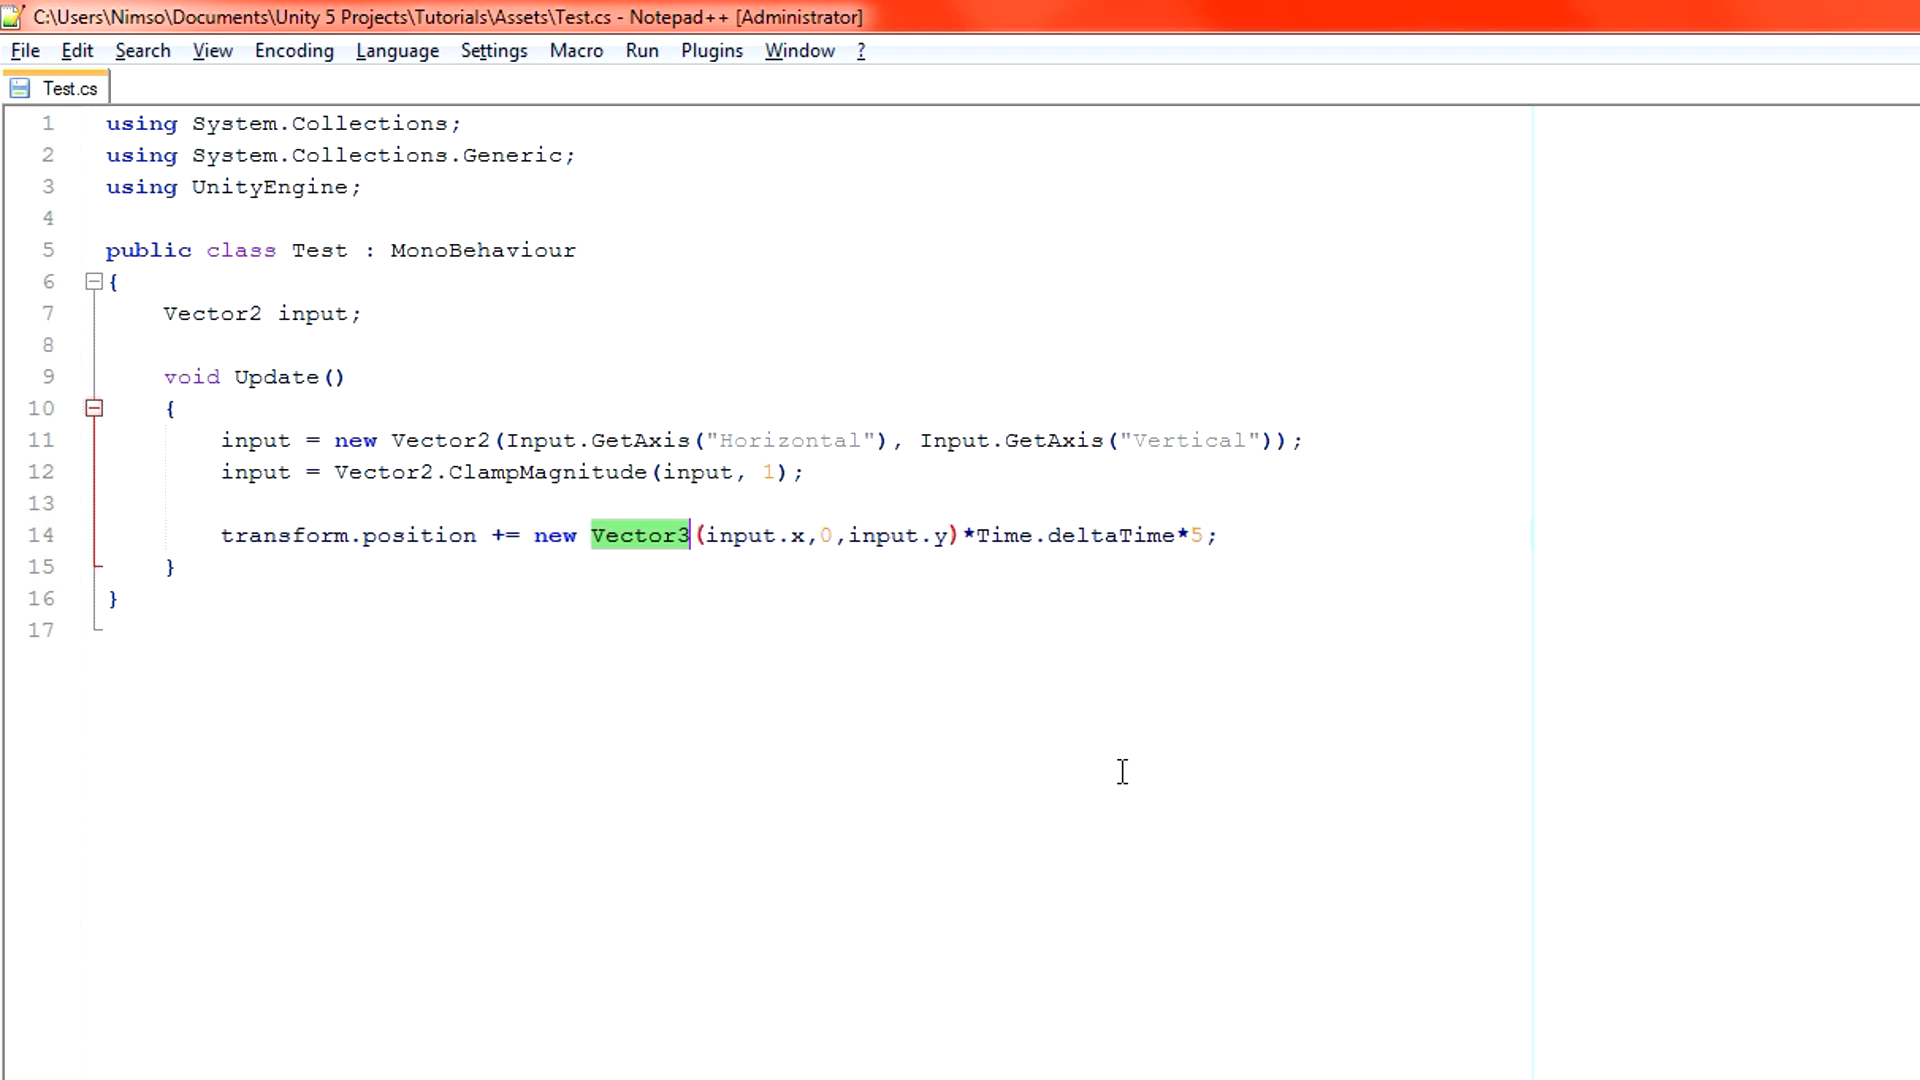 C:\Users\Nimso\Documents\Unity 5 Projects\Tutorials\Assets\Test.cs - Notepad++ [Administrator]
File Edit Search View Encoding Language Settings Macro Run Plugins Window ?
Test.cs
1 using System.Collections;
2 using System.Collections.Generic;
3 using UnityEngine;
4
5 public class Test : MonoBehaviour
6 {
7 Vector2 input;
8
9 void Update()
10 {
11 input = new Vector2(Input.GetAxis("Horizontal"), Input.GetAxis("Vertical"));
12 input = Vector2.ClampMagnitude(input, 1);
13
14 transform.position += new Vector3(input.x,0,input.y)*Time.deltaTime*5;
15 }
16 }
17